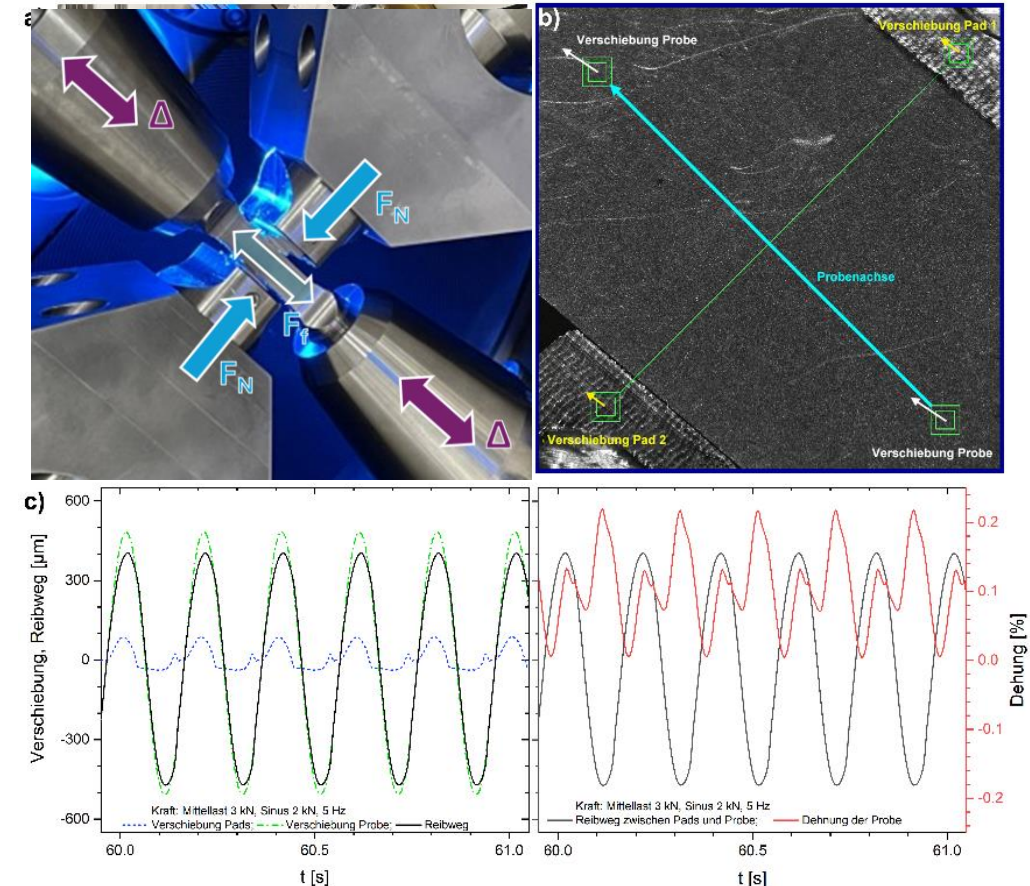 a)
Δ
F_N
F_f
F_N
Δ
b)
Verschiebung Pad 1
Verschiebung Probe
Probenachse
Verschiebung Pad 2
Verschiebung Probe
c)
Verschiebung, Reibweg [µm]
600
300
0
-300
-600
Kraft: Mittellast 3 kN, Sinus 2 kN, 5 Hz
Verschiebung Pads; Verschiebung Probe; Reibweg
60.0 60.5 61.0
t [s]
Kraft: Mittellast 3 kN, Sinus 2 kN, 5 Hz
Reibweg zwischen Pads und Probe; Dehnung der Probe
60.0 60.5 61.0
t [s]
0.2
0.1
0.0
-0.1
-0.2
Dehung [%]